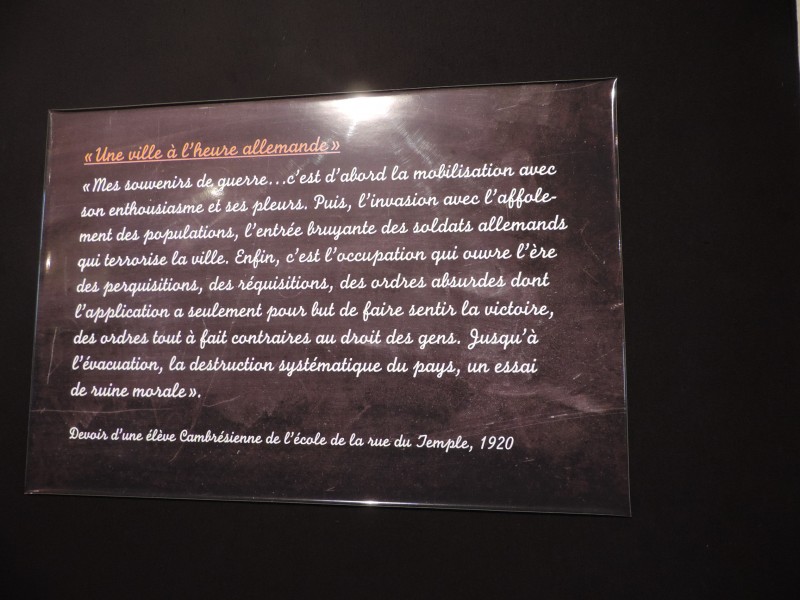 « Une ville à l'heure allemande »
« Mes souvenirs de guerre...c'est d'abord la mobilisation avec
son enthousiasme et ses pleurs. Puis, l'invasion avec l'affole-
ment des populations, l'entrée bruyante des soldats allemands
qui terrorise la ville. Enfin, c'est l'occupation qui ouvre l'ère
des perquisitions, des réquisitions, des ordres absurdes dont
l'application a seulement pour but de faire sentir la victoire,
des ordres tout à fait contraires au droit des gens. Jusqu'à
l'évacuation, la destruction systématique du pays, un essai
de ruine morale ».
Devoir d'une élève Cambrésienne de l'école de la rue du Temple, 1920